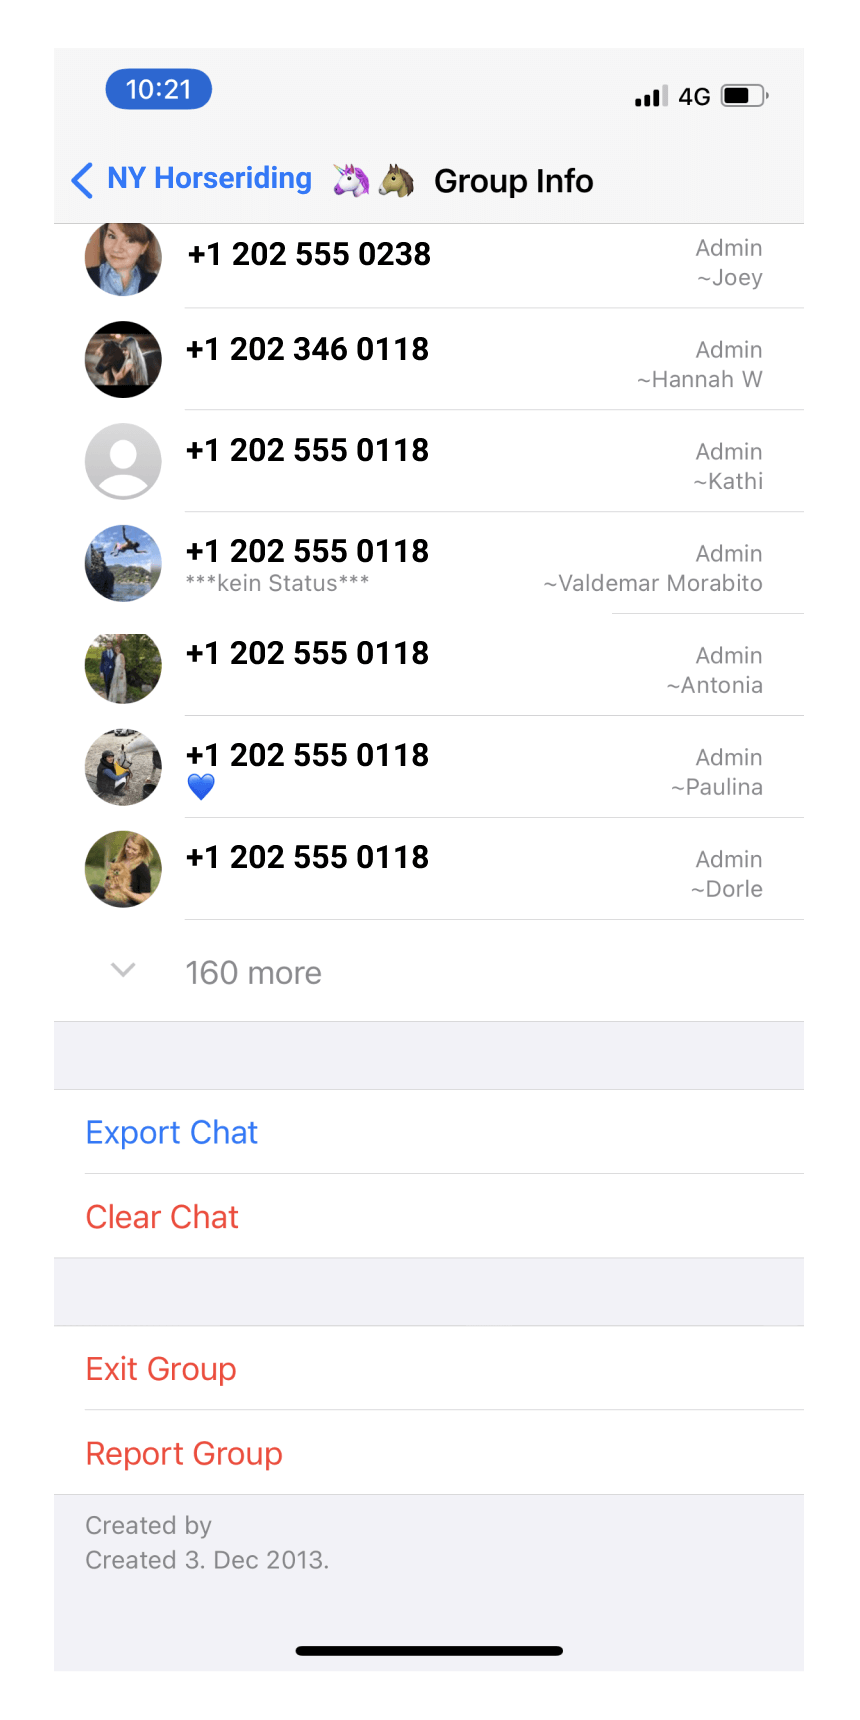 10:21
4G
NY Horseriding 🦄🐴 Group Info
+1 202 555 0238
Admin
~Joey
+1 202 346 0118
Admin
~Hannah W
+1 202 555 0118
Admin
~Kathi
+1 202 555 0118
Admin
***kein Status***
~Valdemar Morabito
+1 202 555 0118
Admin
~Antonia
+1 202 555 0118
Admin
💙
~Paulina
+1 202 555 0118
Admin
~Dorle
160 more
Export Chat
Clear Chat
Exit Group
Report Group
Created by
Created 3. Dec 2013.